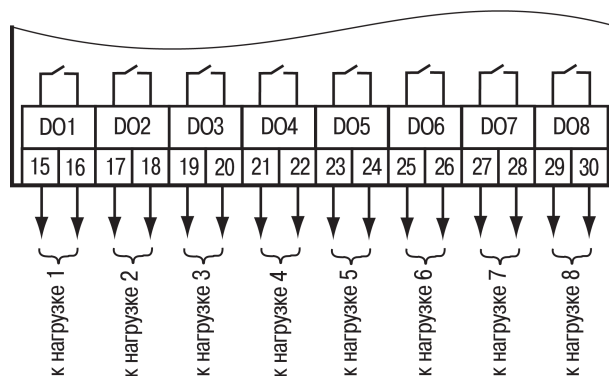 DO1 DO2 DO3 DO4 DO5 DO6 DO7 DO8
15 16 17 18 19 20 21 22 23 24 25 26 27 28 29 30
к нагрузке 1
к нагрузке 2
к нагрузке 3
к нагрузке 4
к нагрузке 5
к нагрузке 6
к нагрузке 7
к нагрузке 8